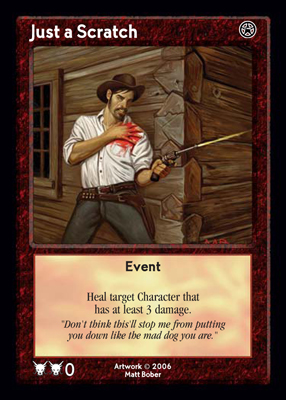 Just a Scratch
Event
Heal target Character that
has at least 3 damage.
"Don't think this'll stop me from putting
you down like the mad dog you are."
Artwork © 2006
Matt Bober
0